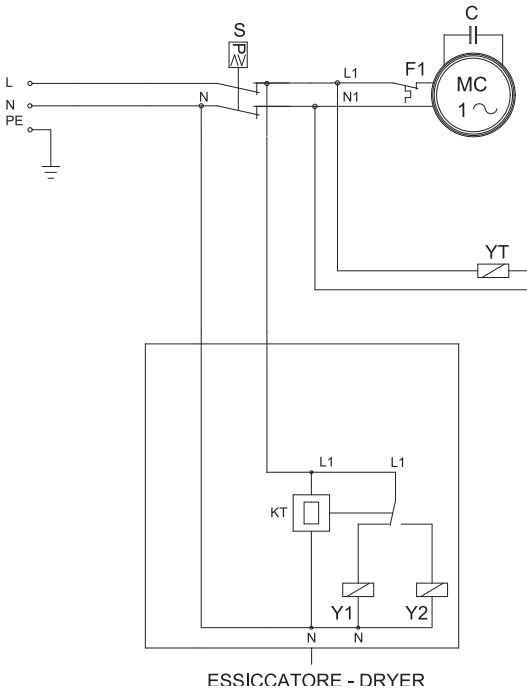 C
S
P
L
L1
F1
MC
1
N
N
N1
PE
YT
L1
L1
KT
Y1
Y2
N
N
ESSICCATORE - DRYER